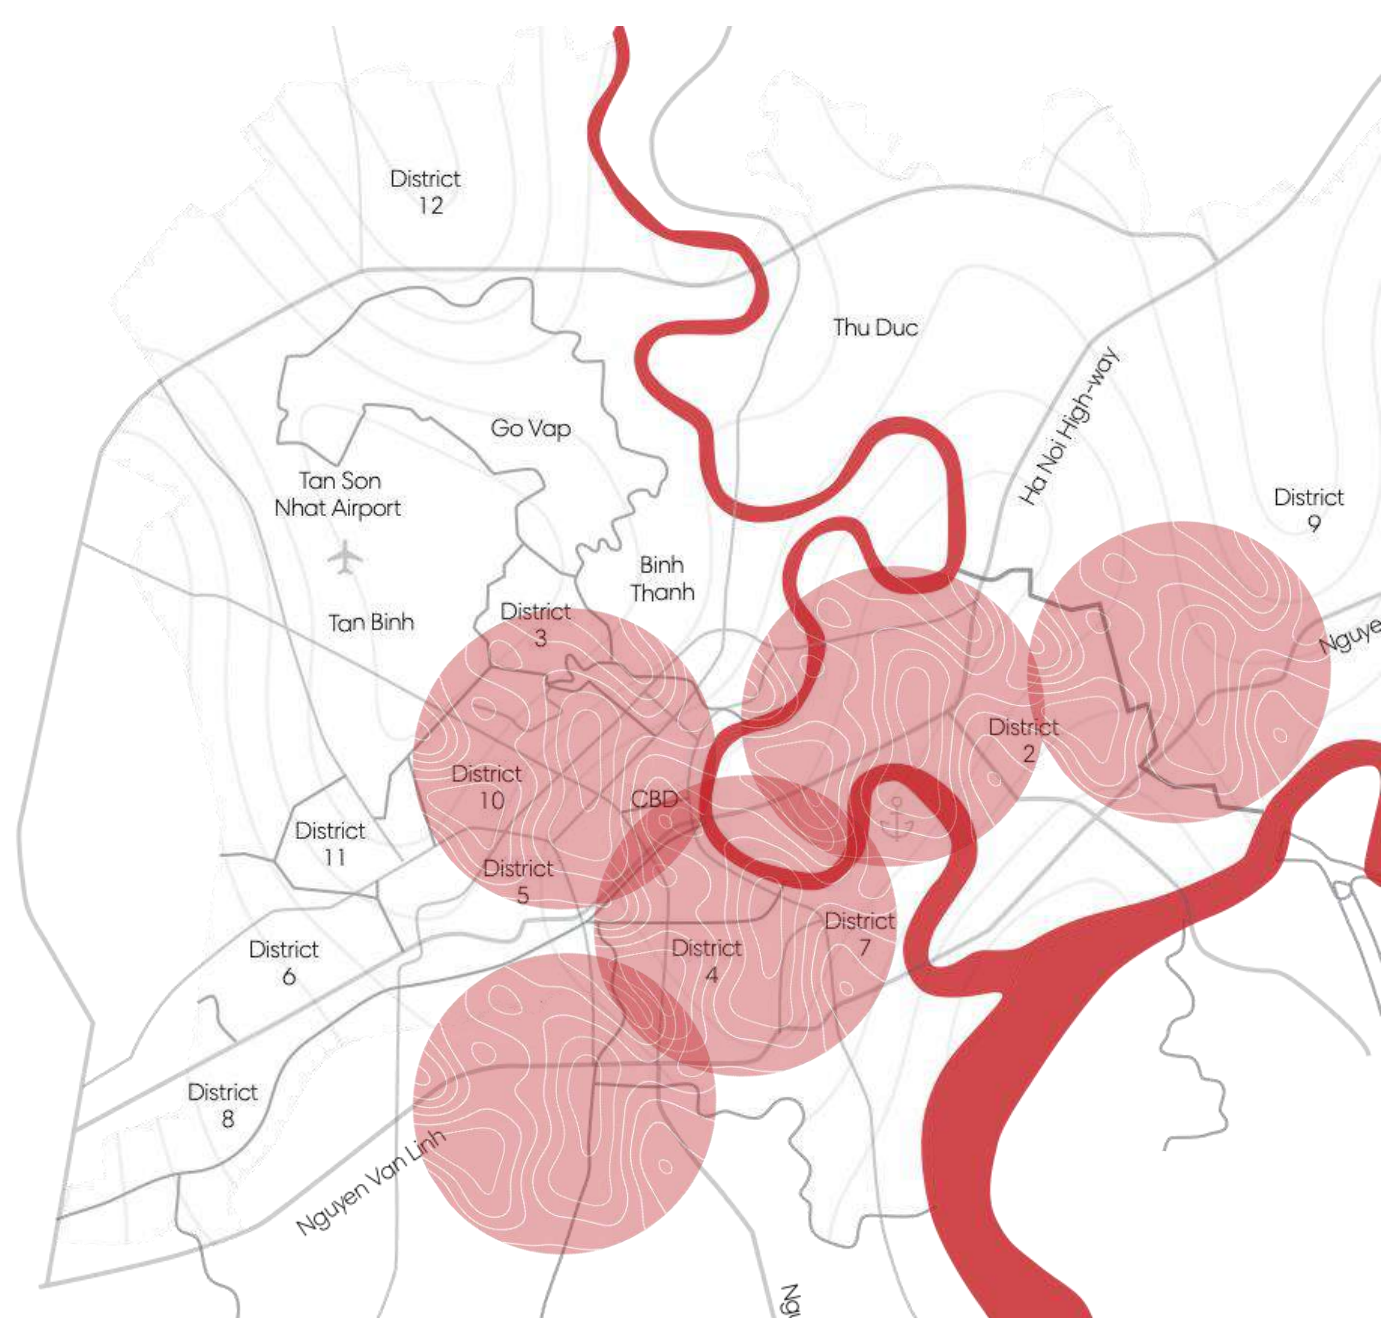 District
12
Thu Duc
Ha Noi High-way
Go Vap
Tan Son
Nhat Airport
District
9
Binh
Thanh
District
3
Tan Binh
Nguye
District
2
District
10
CBD
District
11
District
5
District
7
District
4
District
6
District
8
Nguyen Van Linh
Ngu